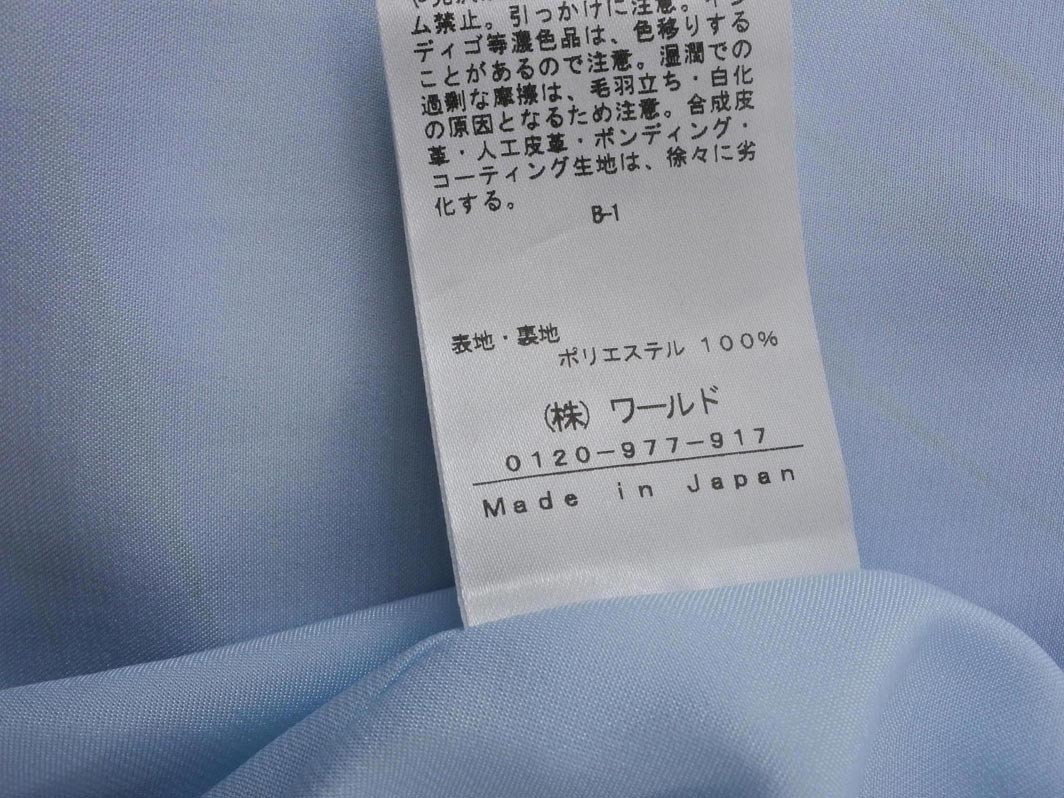 ム禁止。引っかけに注意。イン
ディゴ等濃色品は、色移りする
ことがあるので注意。湿潤での
過剰な摩擦は、毛羽立ち・白化
の原因となるため注意。合成皮
革・人工皮革・ボンディング・
コーティング生地は、徐々に劣
化する。
B-1
表地・裏地
ポリエステル 100%
(株) ワールド
0120-977-917
Made in Japan